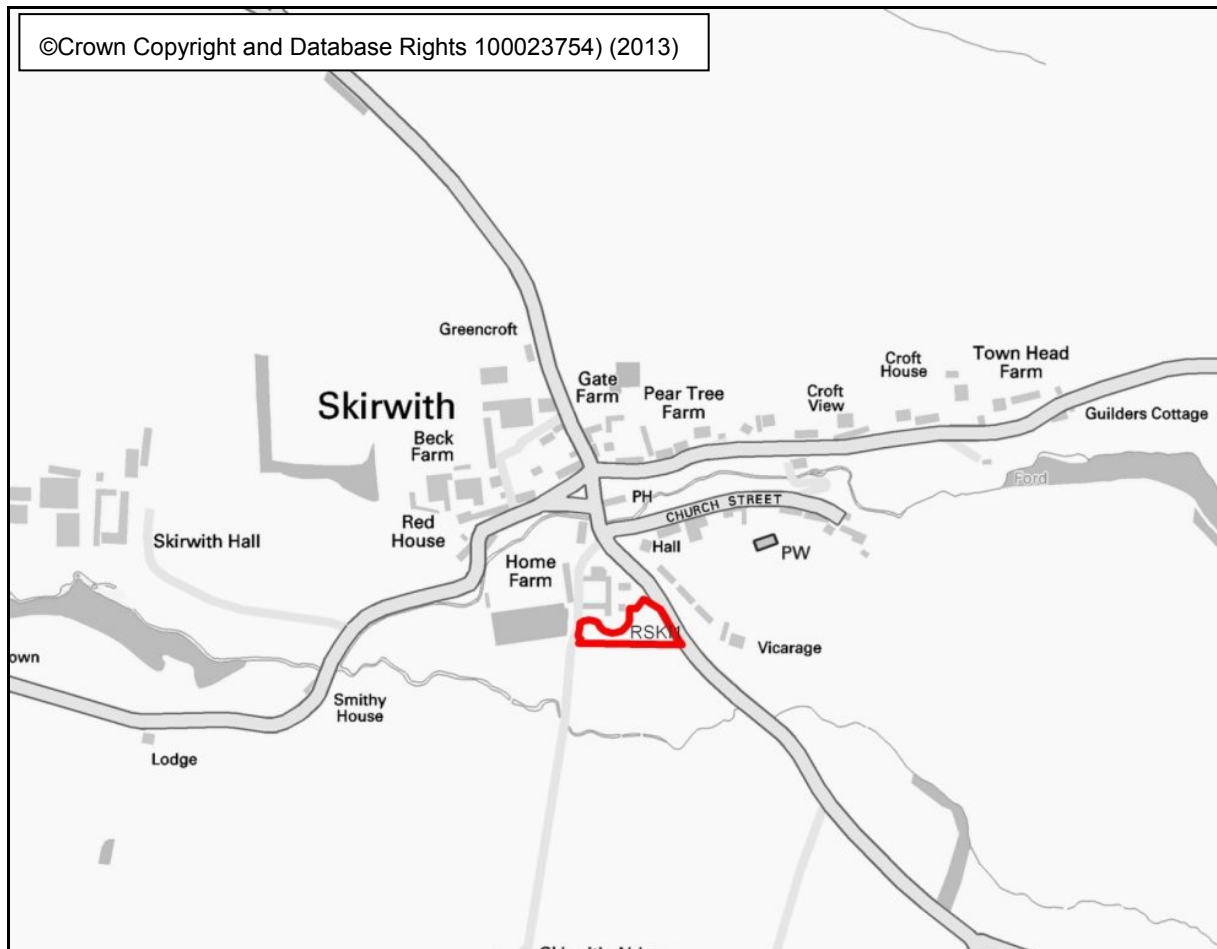 ©Crown Copyright and Database Rights 100023754) (2013)
Greencroft
Skirwith
Gate
Farm
Pear Tree
Farm
Croft
View
Croft
House
Town Head
Farm
Guilders Cottage
Beck
Farm
Ford
PH
CHURCH STREET
Red
House
Skirwith Hall
Hall
PW
Home
Farm
Vicarage
own
Smithy
House
Lodge